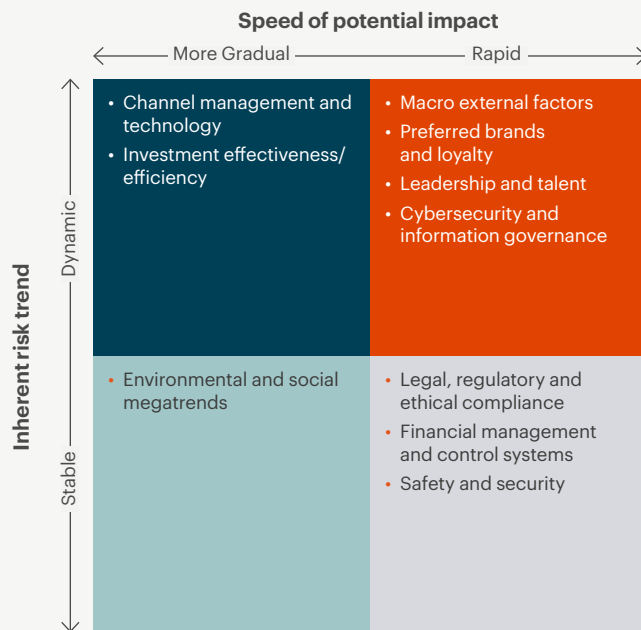 Speed of potential impact
More Gradual
Rapid
Inherent risk trend
Dynamic
Stable
• Channel management and
technology
• Investment effectiveness/
efficiency
• Macro external factors
• Preferred brands
and loyalty
• Leadership and talent
• Cybersecurity and
information governance
• Environmental and social
megatrends
• Legal, regulatory and
ethical compliance
• Financial management
and control systems
• Safety and security